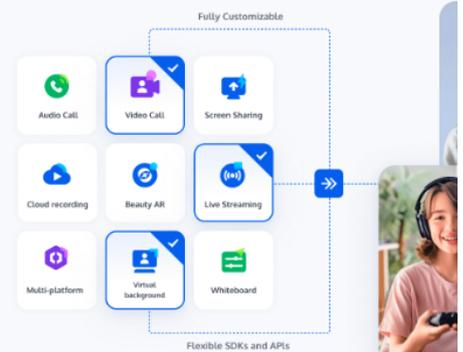 Fully Customizable
Audio Call
Video Call
Screen Sharing
Cloud recording
Beauty AR
Live Streaming
Multi-platform
Virtual
background
Whiteboard
Flexible SDKs and APIs